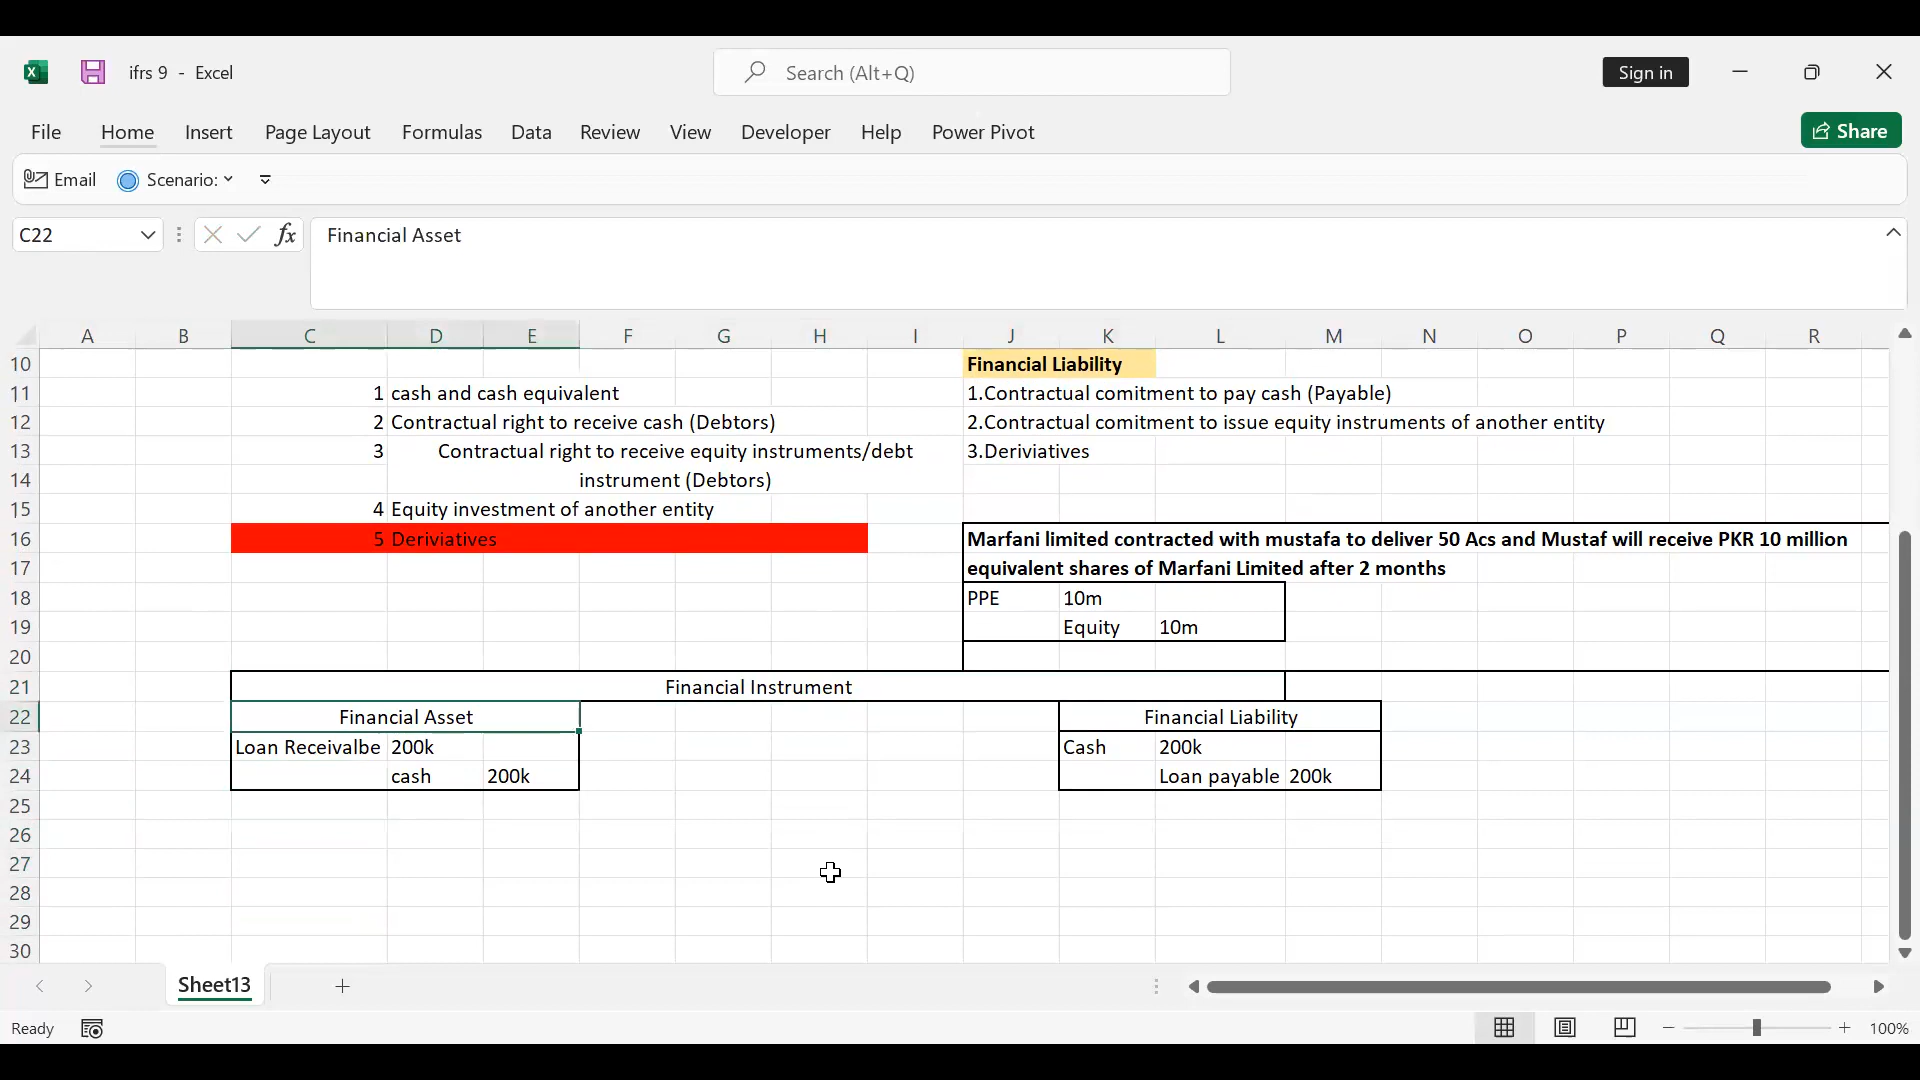 ifrs 9 - Excel
Search (Alt+Q)
Sign in
File Home Insert Page Layout Formulas Data Review View Developer Help Power Pivot
Share
Email Scenario:
C22
fx
Financial Asset
A B C D E F G H I J K L M N O P Q R
10 Financial Liability
11 1 cash and cash equivalent 1.Contractual comitment to pay cash (Payable)
12 2 Contractual right to receive cash (Debtors) 2.Contractual comitment to issue equity instruments of another entity
13 3 Contractual right to receive equity instruments/debt 3.Deriviatives
14 instrument (Debtors)
15 4 Equity investment of another entity
16 5 Deriviatives Marfani limited contracted with mustafa to deliver 50 Acs and Mustaf will receive PKR 10 million
17 equivalent shares of Marfani Limited after 2 months
18 PPE 10m
19 Equity 10m
20
21 Financial Instrument
22 Financial Asset Financial Liability
23 Loan Receivalbe 200k Cash 200k
24 cash 200k Loan payable 200k
25
26
27
28
29
30
Sheet13
Ready
100%